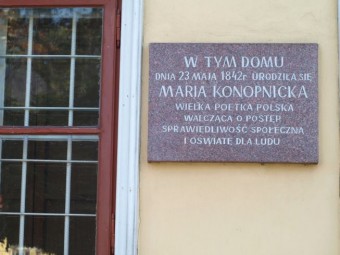 W TYM DOMU
DNIA 23 MAJA 1842r. URODZIŁA SIĘ
MARIA KONOPNICKA
WIELKA POETKA POLSKA
WALCZĄCA O POSTĘP
SPRAWIEDLIWOŚĆ SPOŁECZNĄ
I OŚWIATĘ DLA LUDU